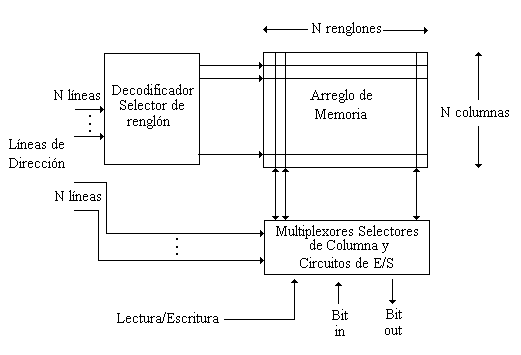 N renglones
Decodificador
Selector de
renglón
N líneas
Líneas de
Dirección
Arreglo de
Memoria
N columnas
N líneas
Multiplexores Selectores
de Columna y
Circuitos de E/S
Lectura/Escritura
Bit
in
Bit
out